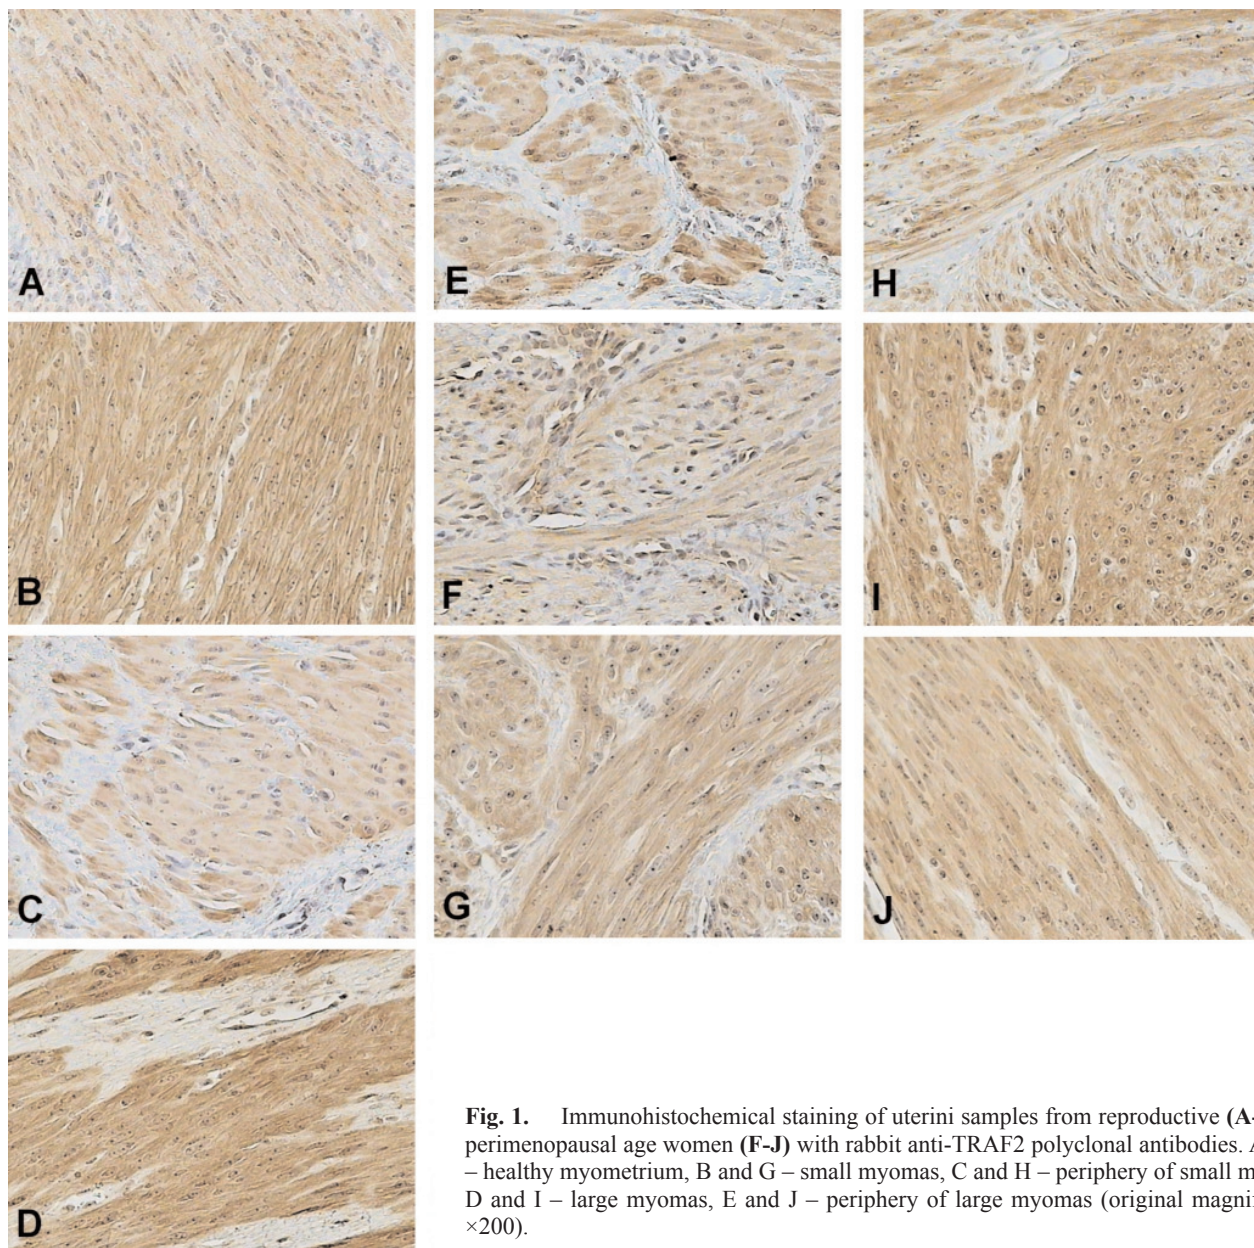 A
E
H
B
F
I
C
G
J
D
Fig. 1. Immunohistochemical staining of uterini samples from reproductive (A-
perimenopausal age women (F-J) with rabbit anti-TRAF2 polyclonal antibodies. A
– healthy myometrium, B and G – small myomas, C and H – periphery of small m
D and I – large myomas, E and J – periphery of large myomas (original magni
×200).